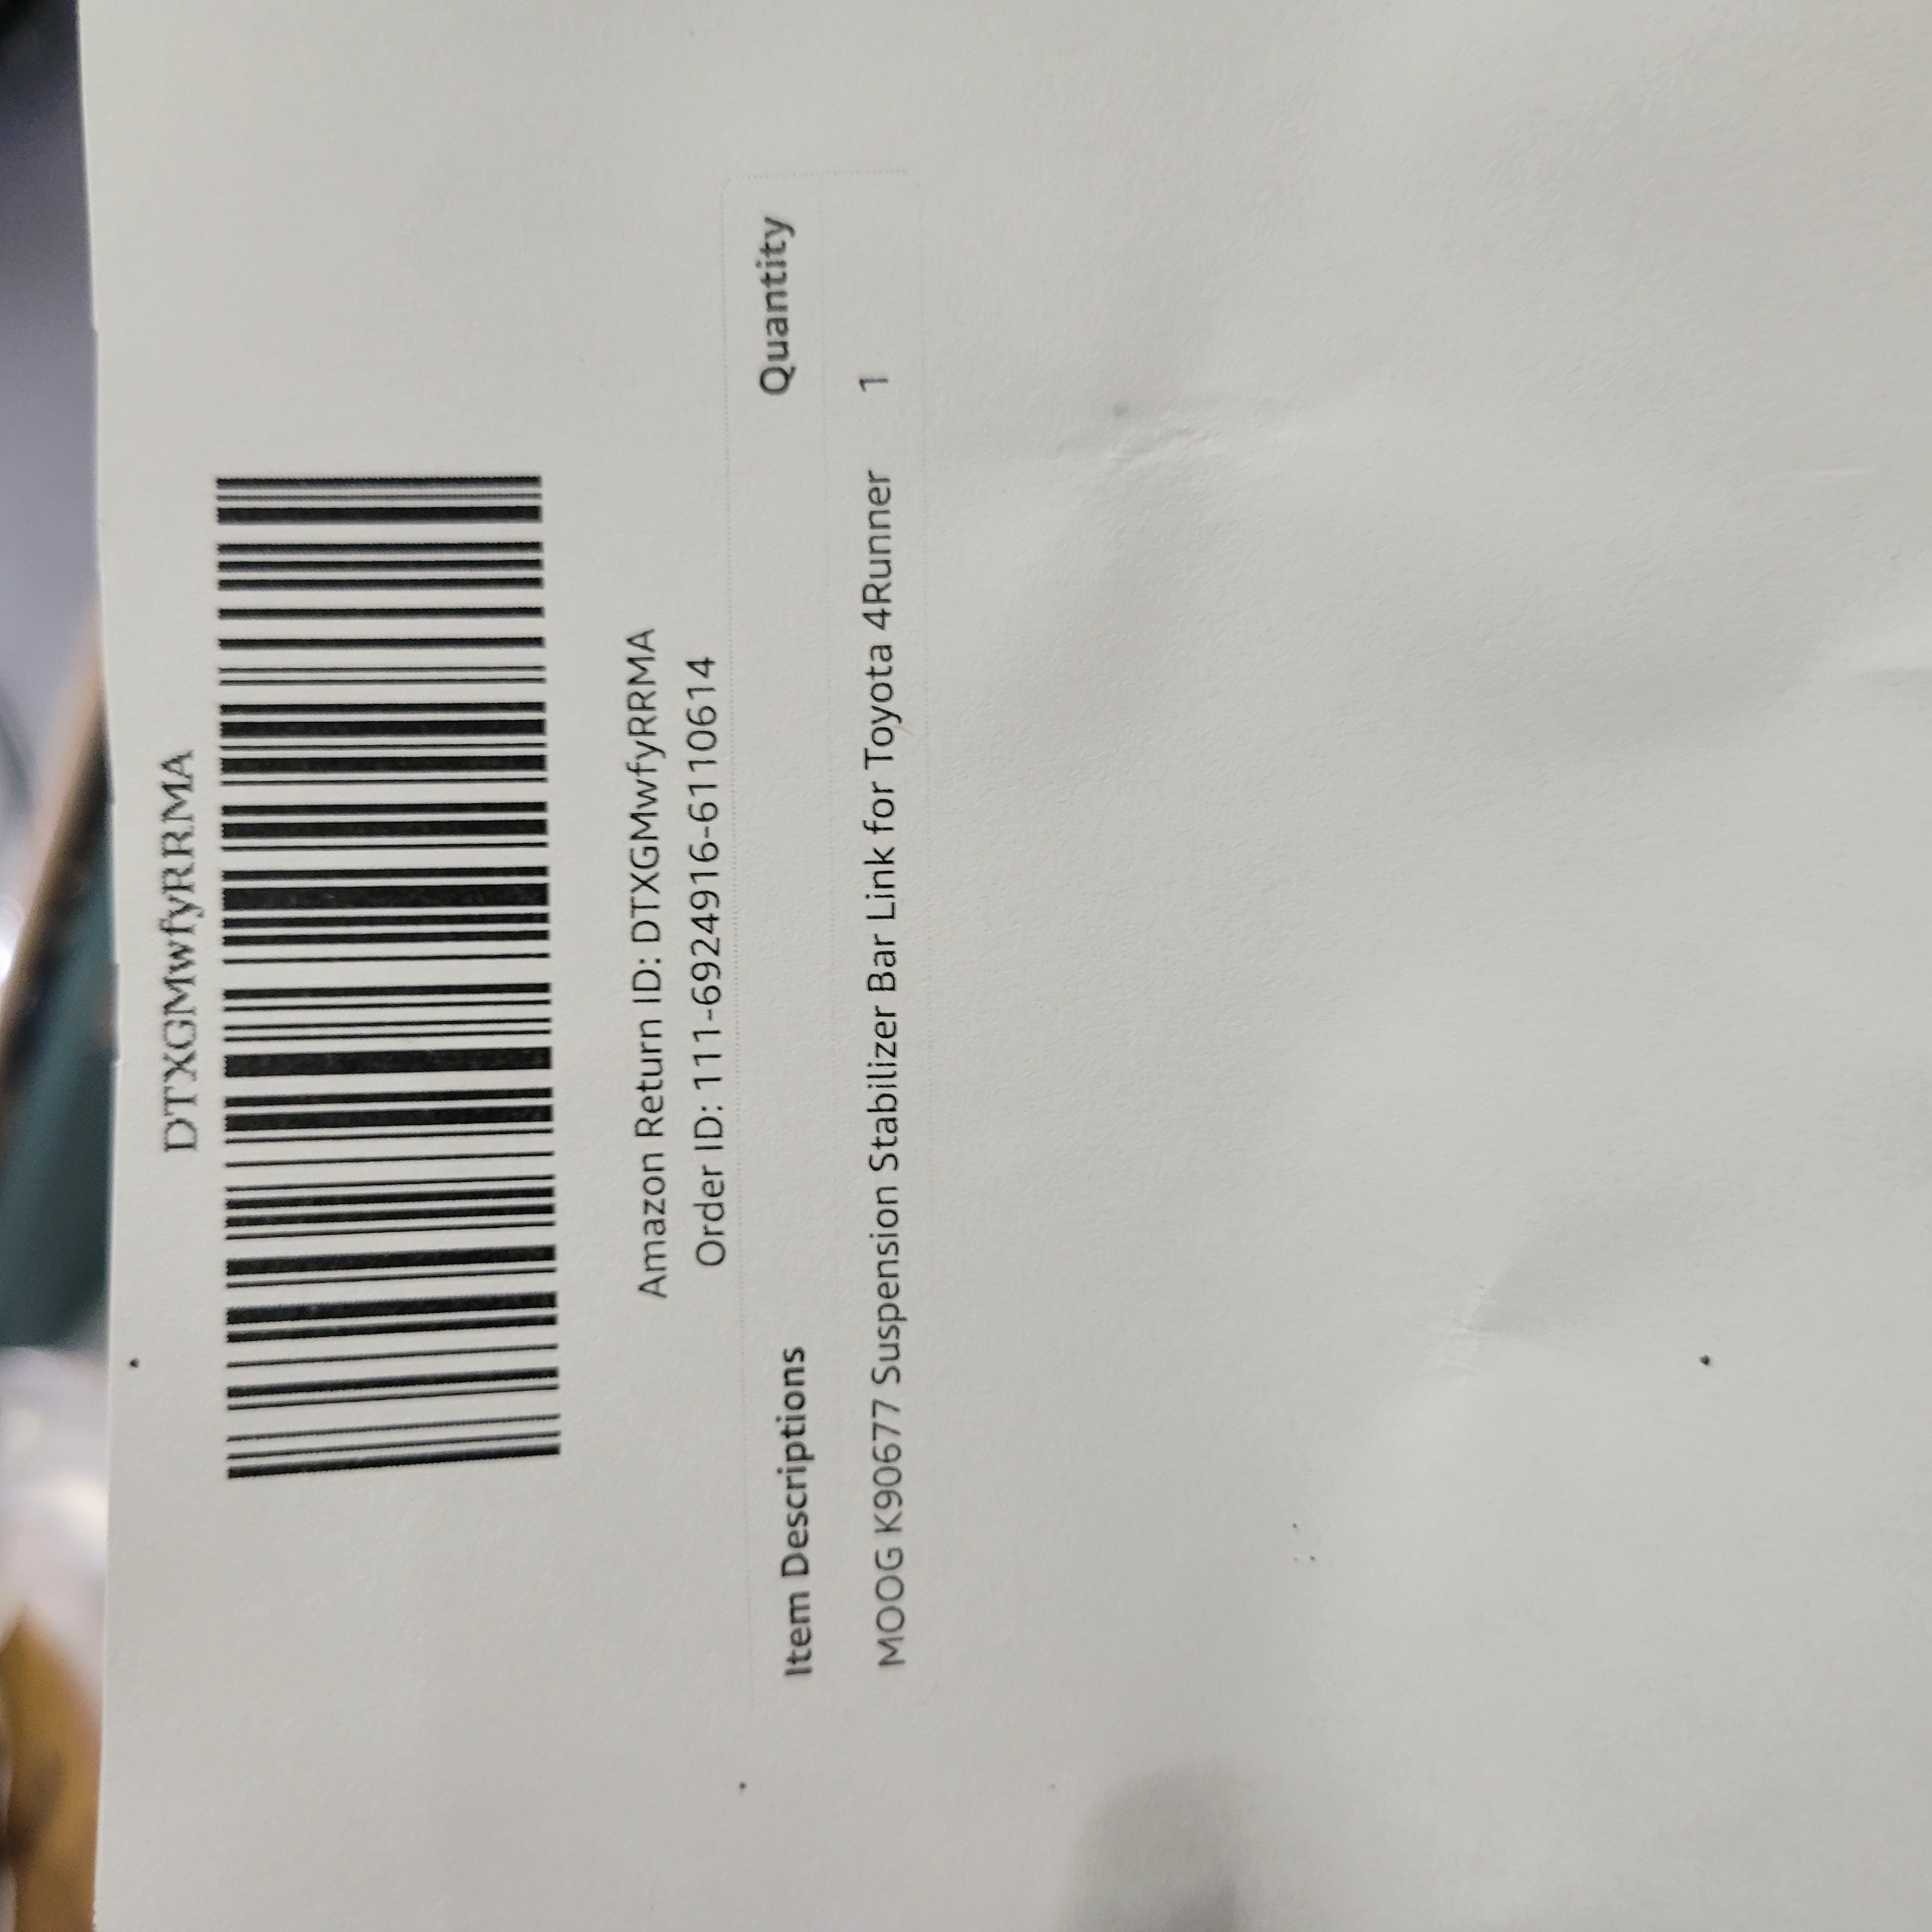 DTXGMwfyRRMA
Amazon Return ID: DTXGMwfyRRMA
Order ID: 111-6924916-6110614
Item Descriptions Quantity
MOOG K90677 Suspension Stabilizer Bar Link for Toyota 4Runner 1